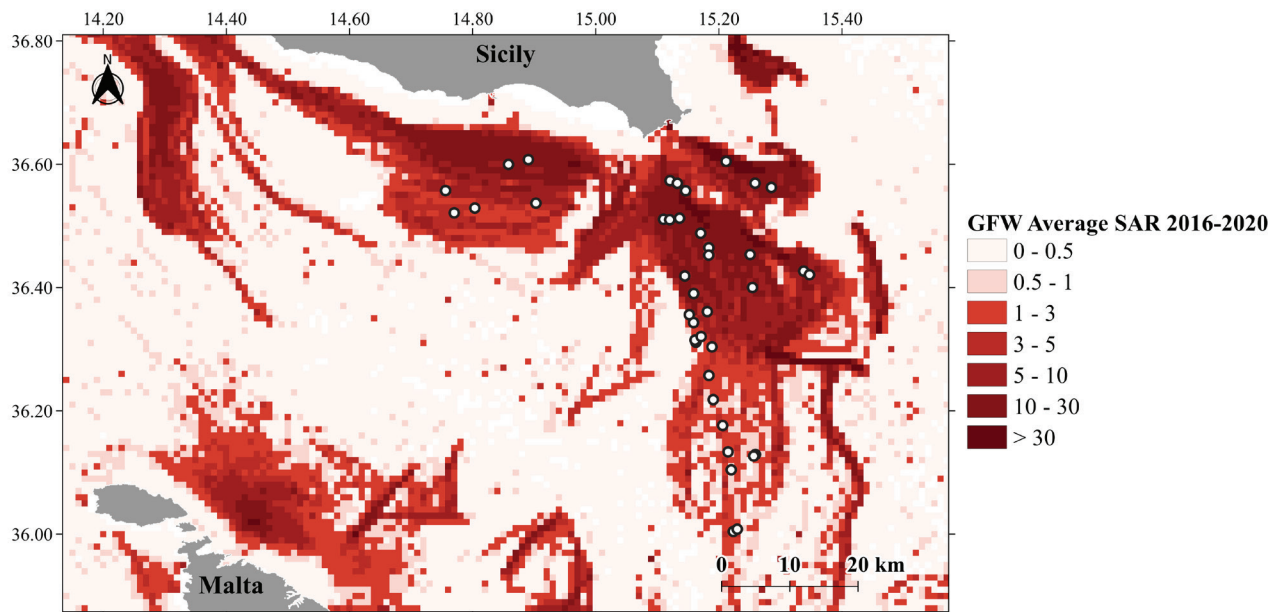 14.20 14.40 14.60 14.80 15.00 15.20 15.40
36.80
36.60
36.40
36.20
36.00
N
Sicily
Malta
0 10 20 km
GFW Average SAR 2016-2020
0 - 0.5
0.5 - 1
1 - 3
3 - 5
5 - 10
10 - 30
> 30